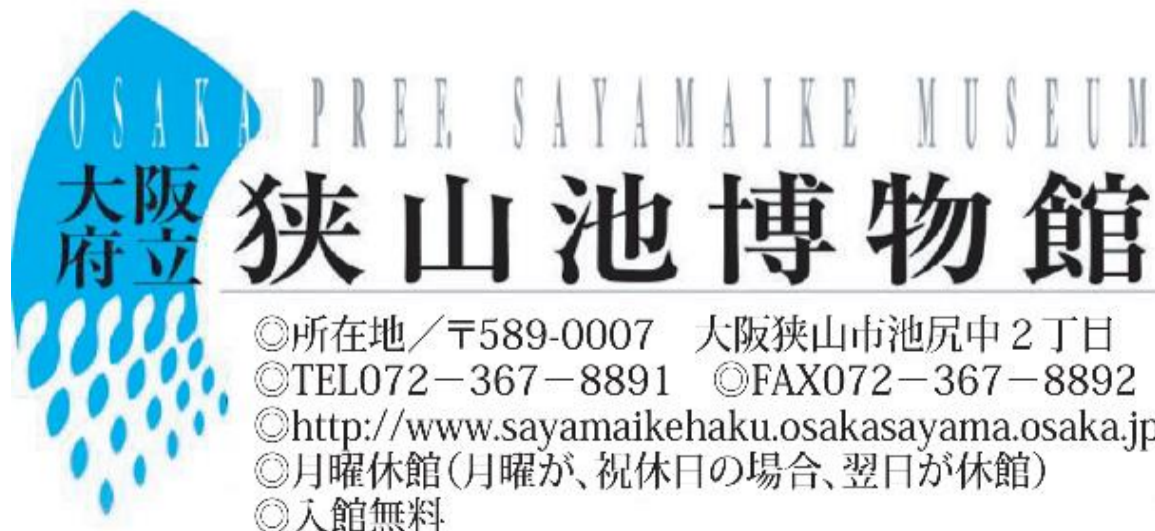 OSAKA PREF. SAYAMAIKE MUSEUM
大阪府立 狭山池博物館
◎所在地／〒589-0007　大阪狭山市池尻中２丁目
◎TEL072－367－8891　◎FAX072－367－8892
◎http://www.sayamaikehaku.osakasayama.osaka.jp
◎月曜休館(月曜が、祝休日の場合、翌日が休館)
◎入館無料